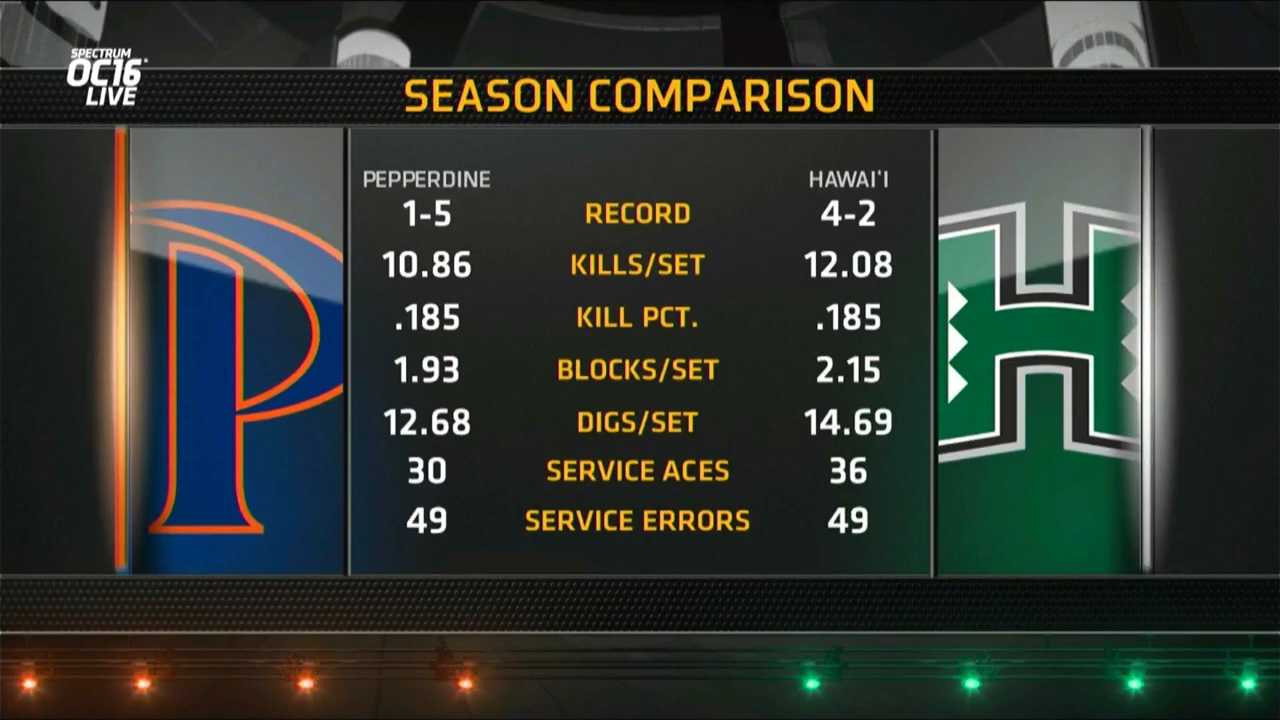 SPECTRUM
OC16
LIVE
SEASON COMPARISON
PEPPERDINE HAWAI'I
1-5 RECORD 4-2
10.86 KILLS/SET 12.08
.185 KILL PCT. .185
1.93 BLOCKS/SET 2.15
12.68 DIGS/SET 14.69
30 SERVICE ACES 36
49 SERVICE ERRORS 49
P
H